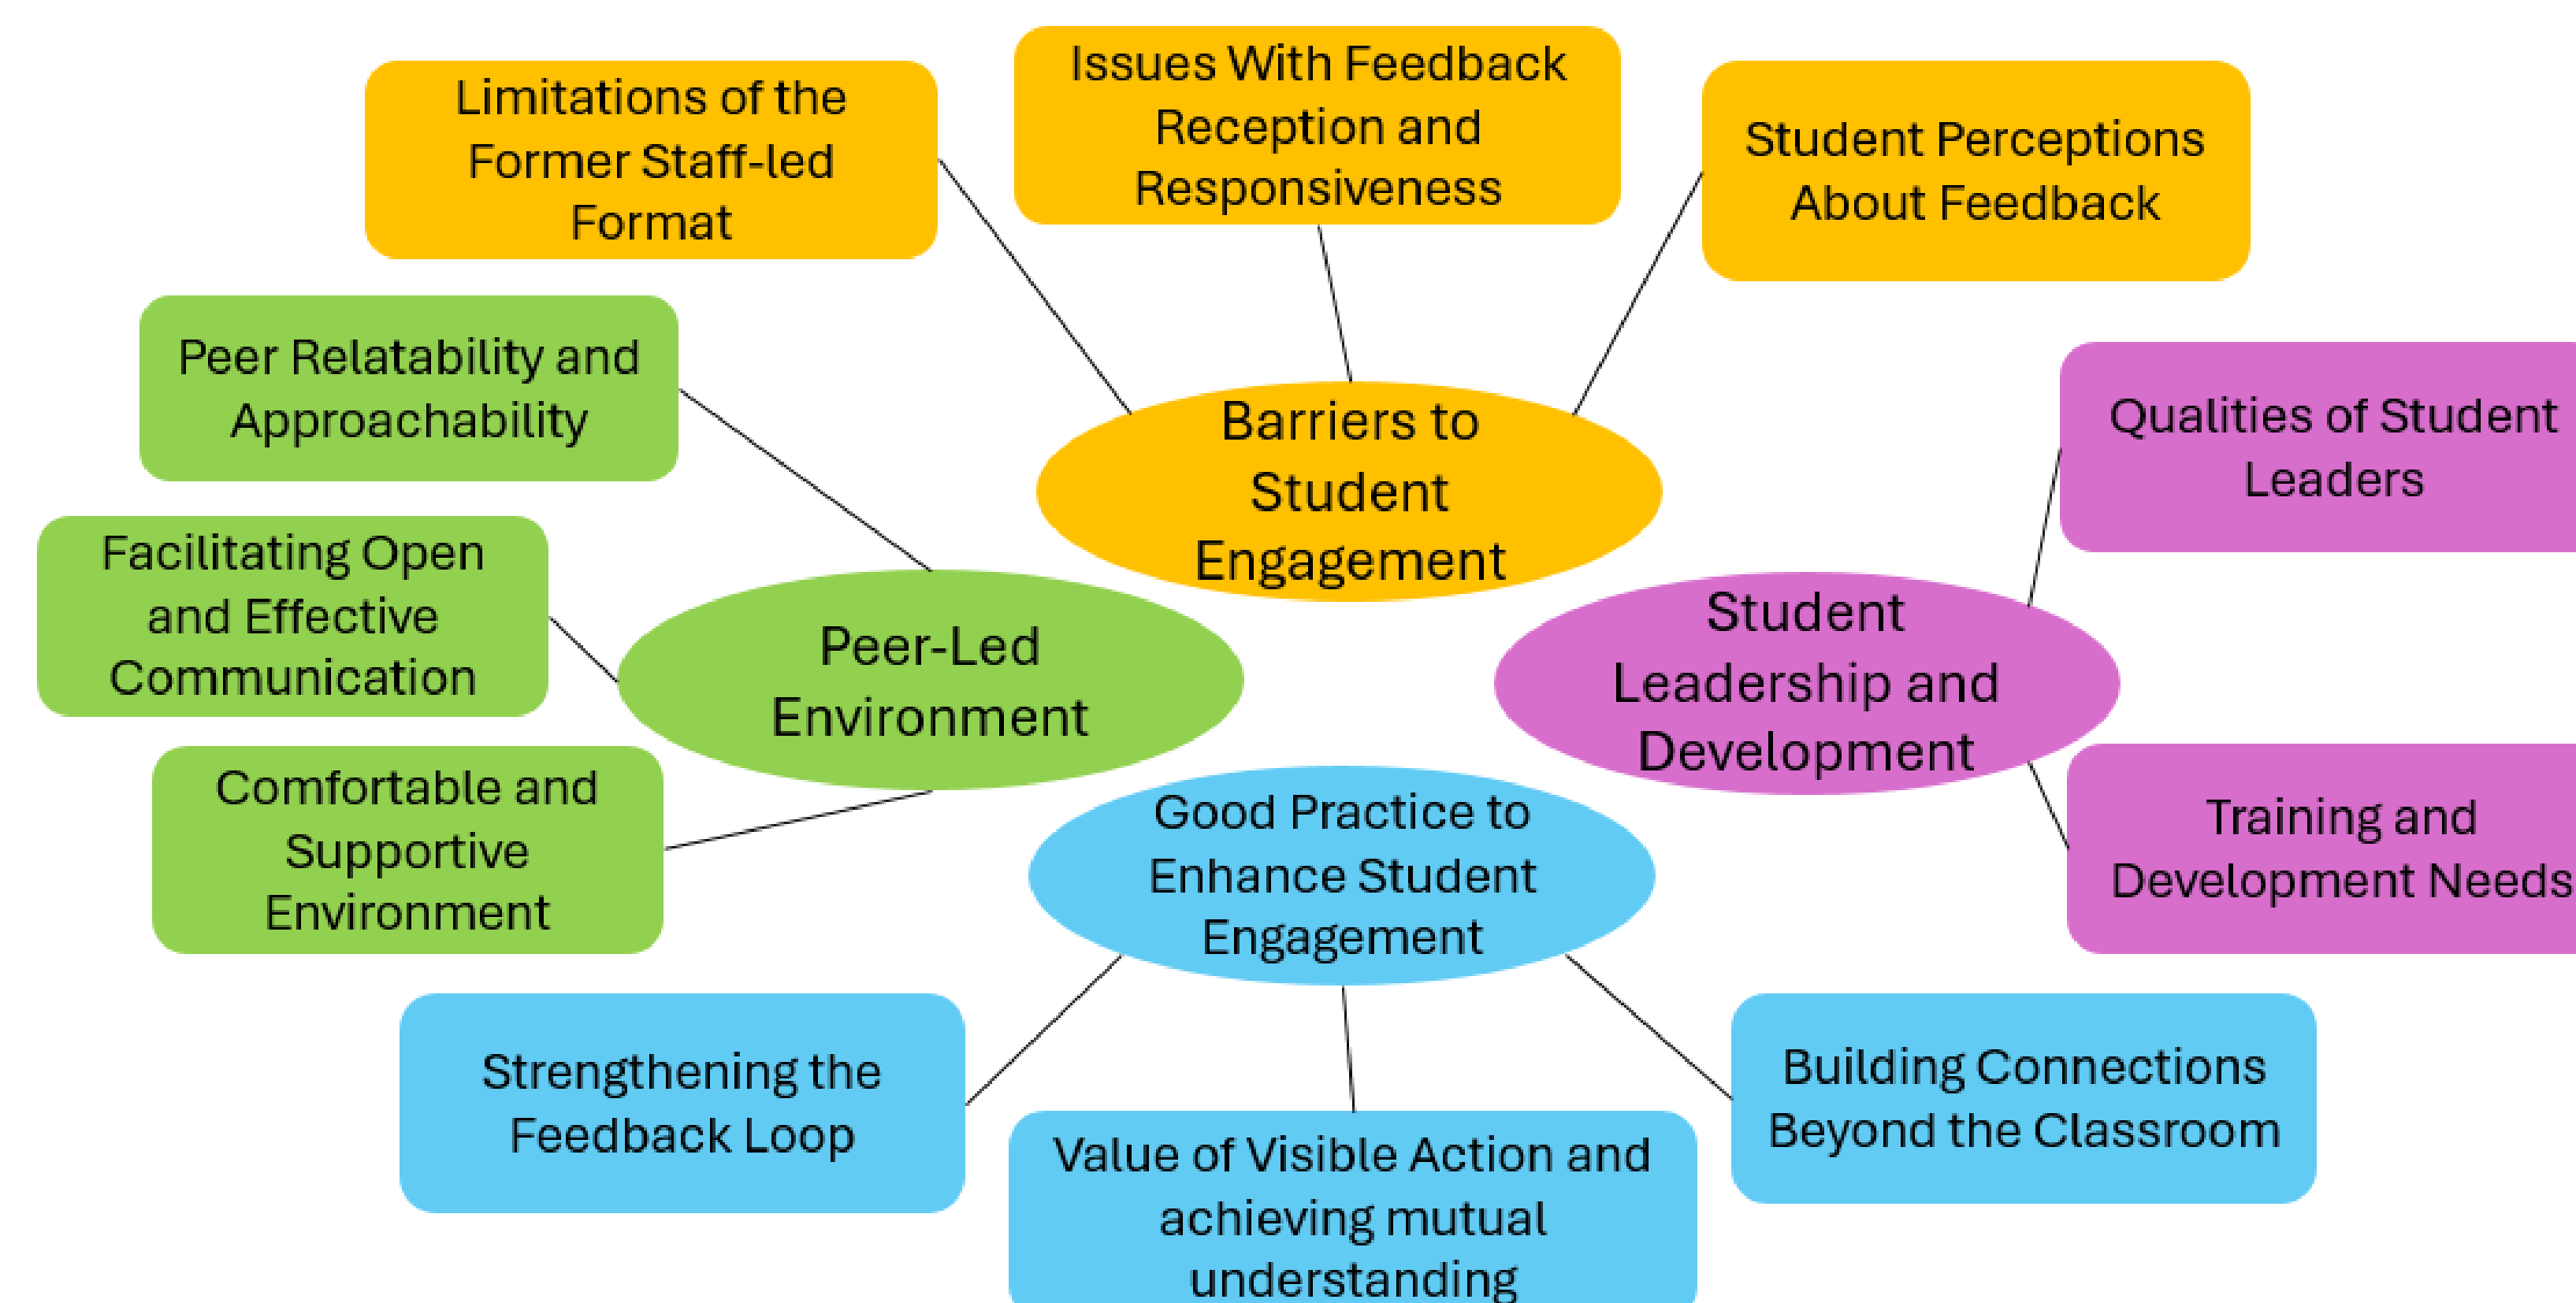 Limitations of the
Former Staff-led
Format
Issues With Feedback
Reception and
Responsiveness
Student Perceptions
About Feedback
Peer Relatability and
Approachability
Barriers to
Student
Engagement
Qualities of Student
Leaders
Facilitating Open
and Effective
Communication
Peer-Led
Environment
Student
Leadership and
Development
Comfortable and
Supportive
Environment
Good Practice to
Enhance Student
Engagement
Training and
Development Needs
Strengthening the
Feedback Loop
Value of Visible Action and
achieving mutual
understanding
Building Connections
Beyond the Classroom